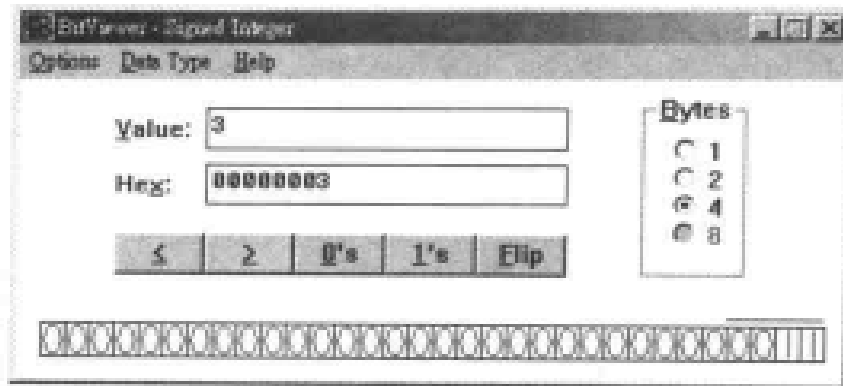 BitViewer - Signed Integer
Options Data Type Help
Value: 3
Hex: 00000003
< > 0's 1's Flip
Bytes
1
2
4
8
00000000000000000000000000000011